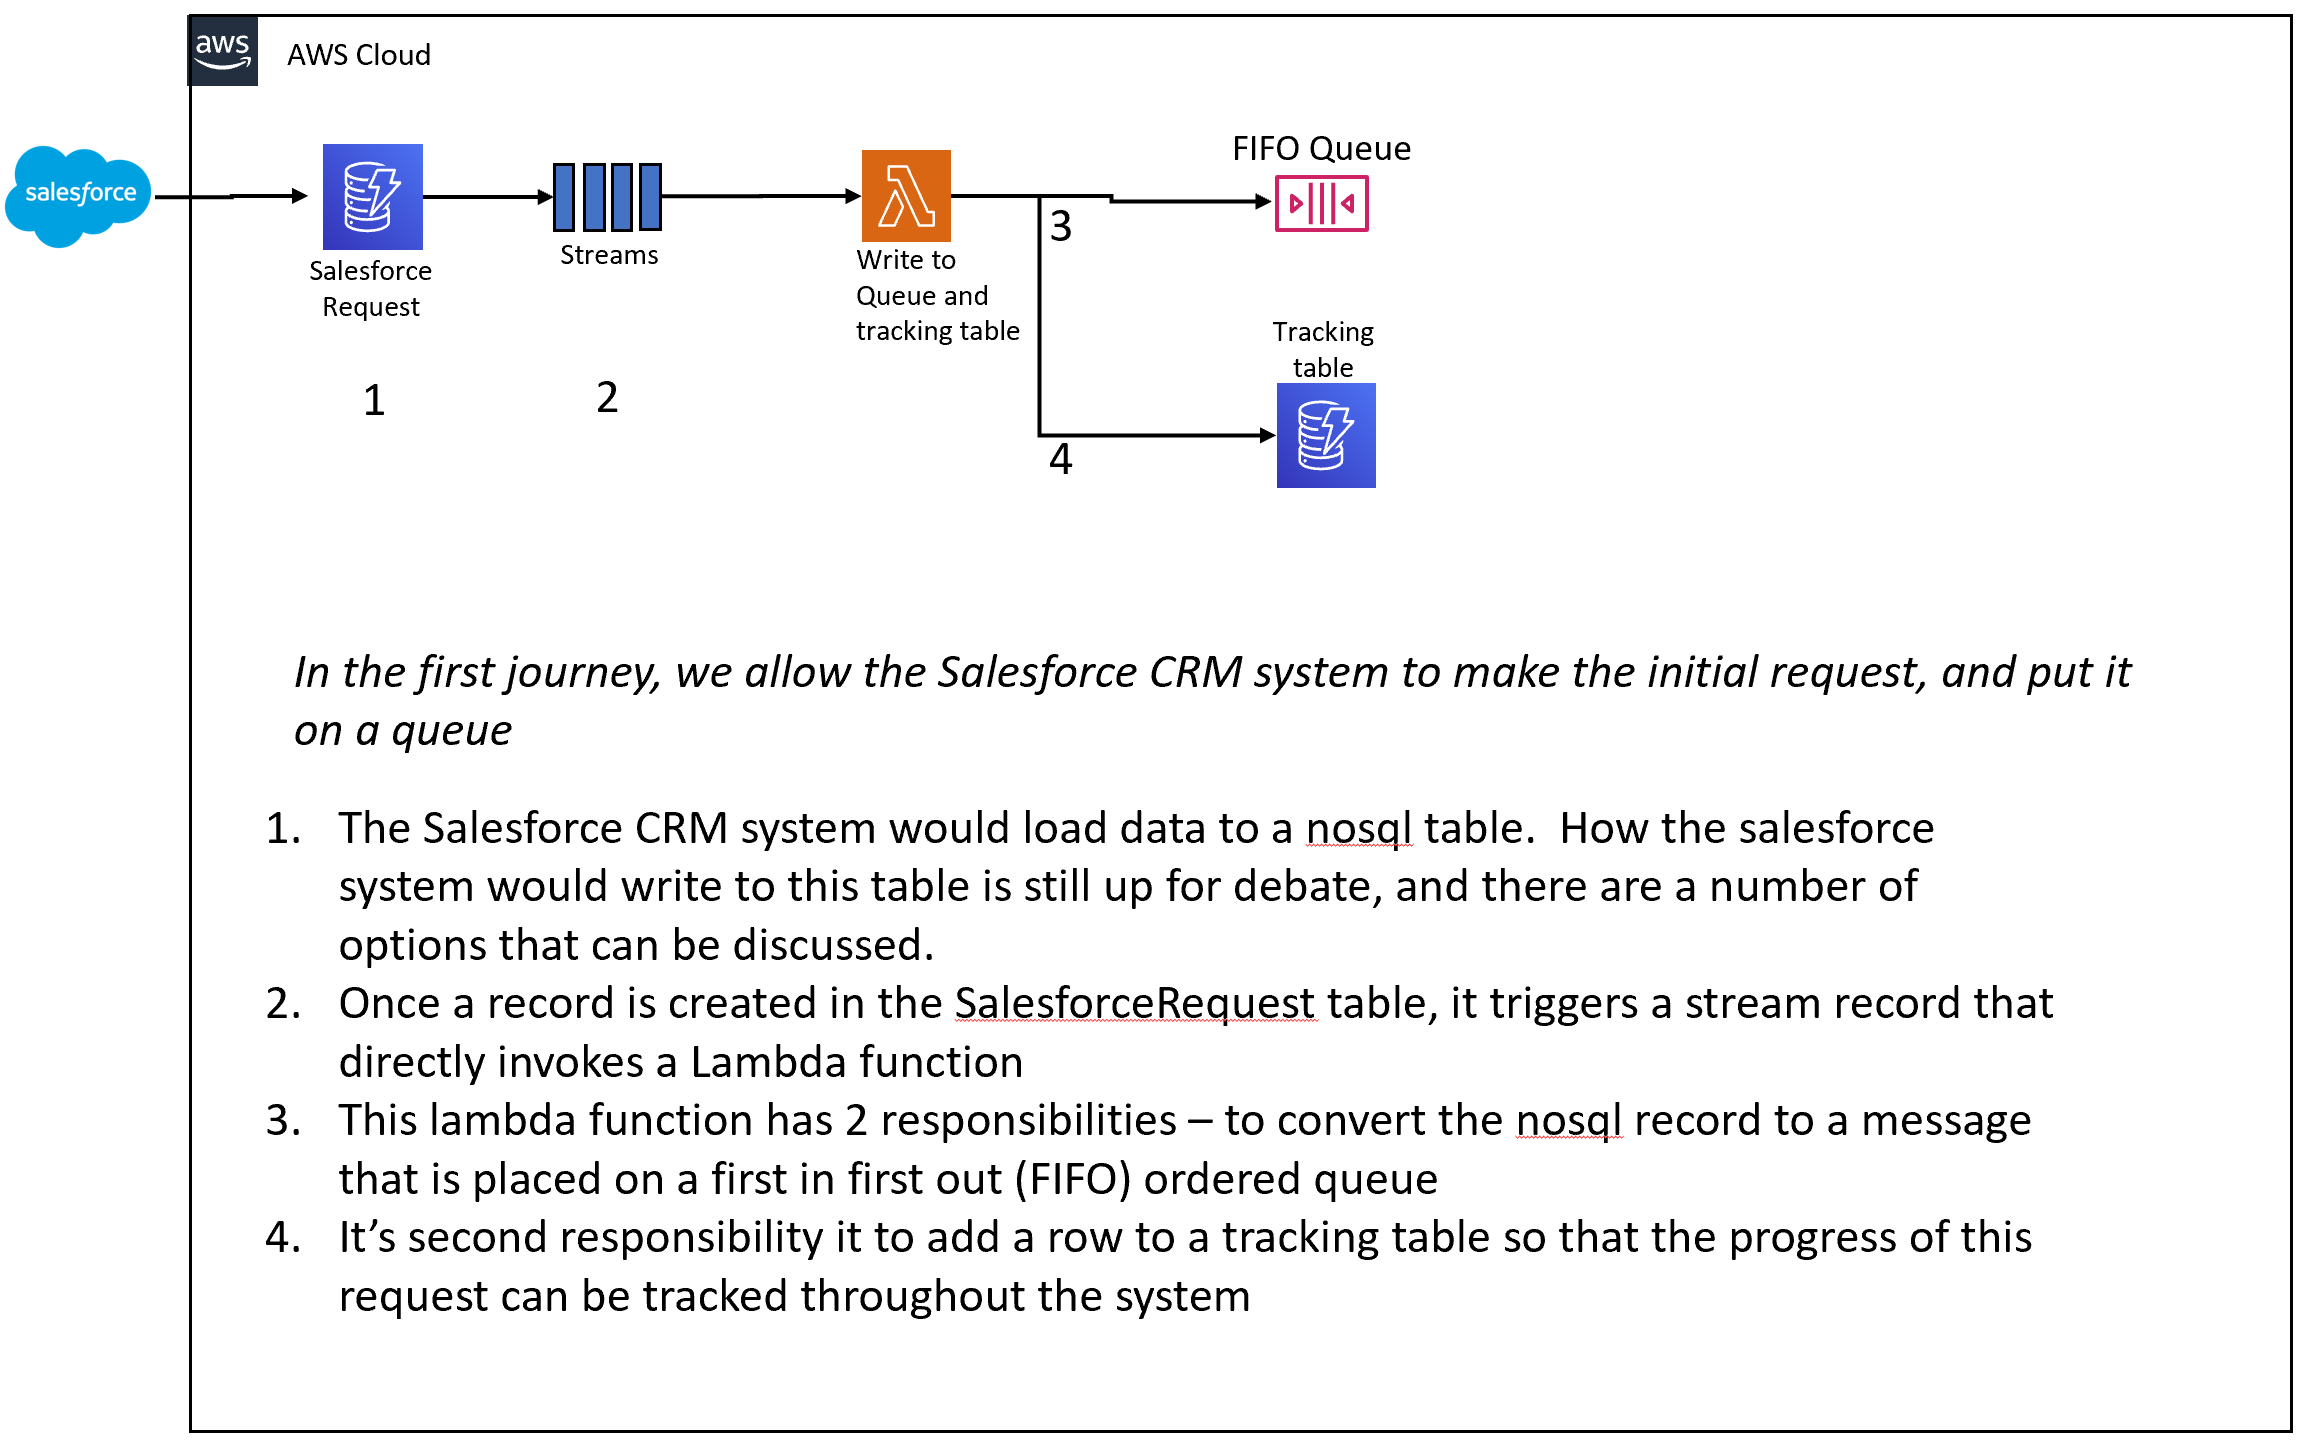 aws
AWS Cloud
salesforce
Salesforce
Request
Streams
Write to
Queue and
tracking table
FIFO Queue
3
Tracking
table
1
2
4
In the first journey, we allow the Salesforce CRM system to make the initial request, and put it
on a queue
1. The Salesforce CRM system would load data to a nosql table.  How the salesforce
system would write to this table is still up for debate, and there are a number of
options that can be discussed.
2. Once a record is created in the SalesforceRequest table, it triggers a stream record that
directly invokes a Lambda function
3. This lambda function has 2 responsibilities – to convert the nosql record to a message
that is placed on a first in first out (FIFO) ordered queue
4. It’s second responsibility it to add a row to a tracking table so that the progress of this
request can be tracked throughout the system